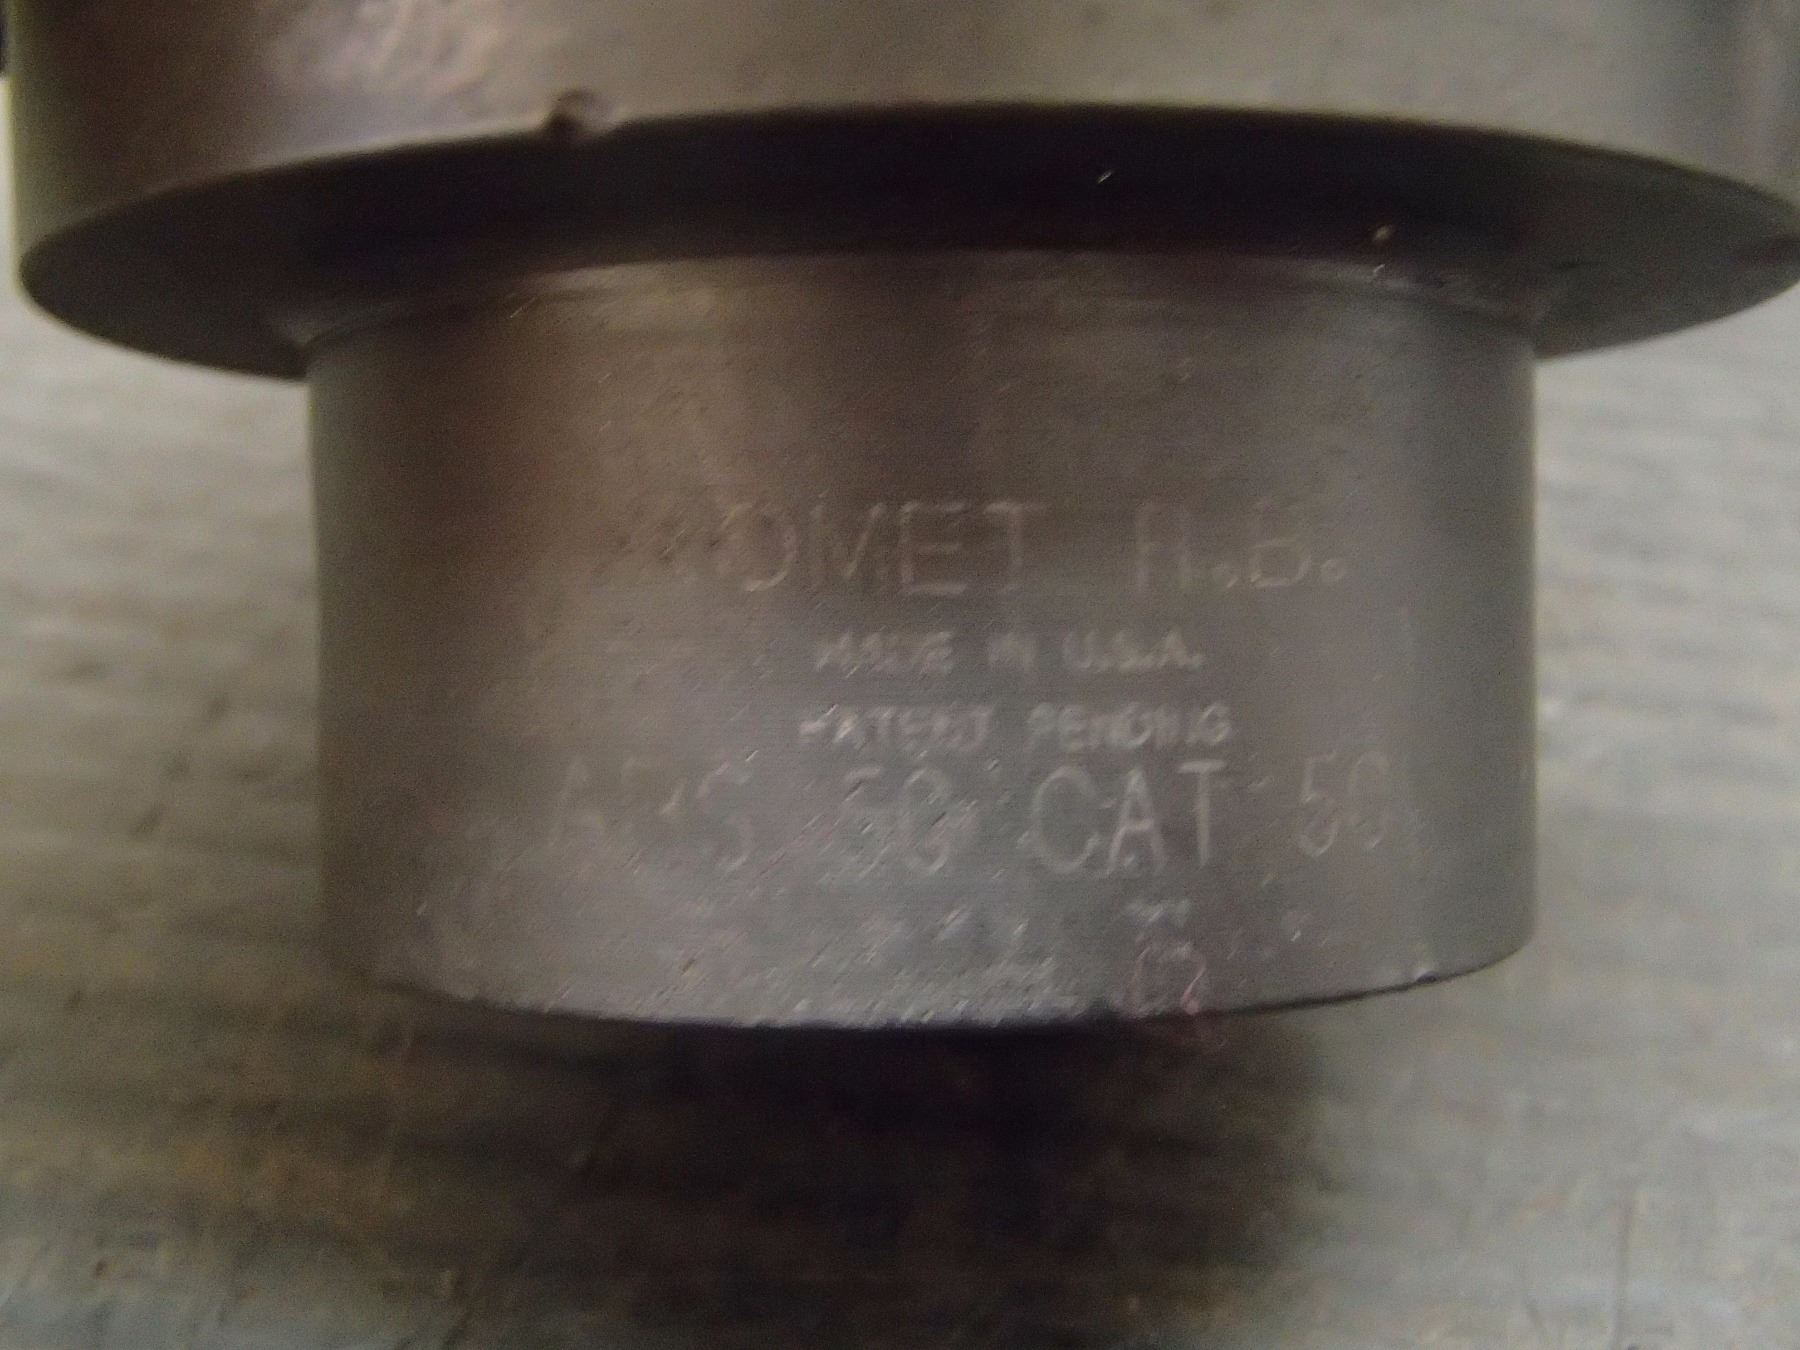 KOMET R.B.
MADE IN U.S.A.
PATENT PENDING
ABS 50 CAT 50